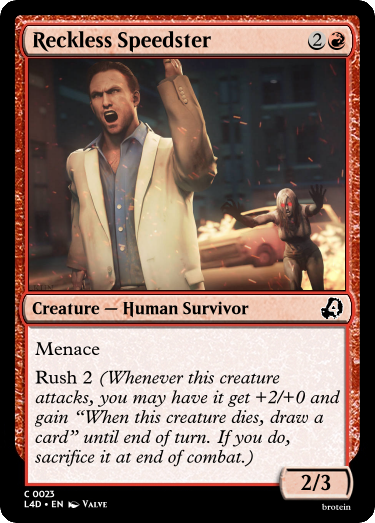 Reckless Speedster 2
Creature — Human Survivor 4
Menace
Rush 2 (Whenever this creature
attacks, you may have it get +2/+0 and
gain “When this creature dies, draw a
card” until end of turn. If you do,
sacrifice it at end of combat.)
2/3
C 0023
L4D • EN Valve
brotein